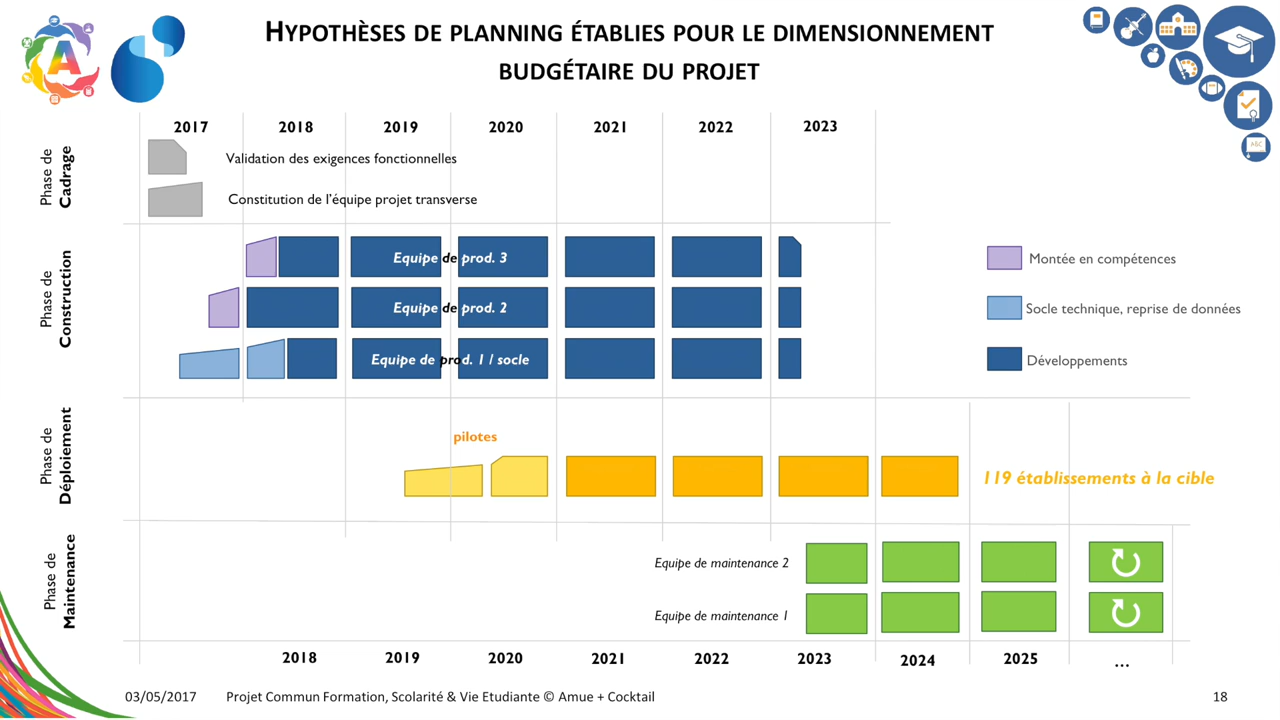 HYPOTHÈSES DE PLANNING ÉTABLIES POUR LE DIMENSIONNEMENT
BUDGÉTAIRE DU PROJET
A
ABC
2017 2018 2019 2020 2021 2022 2023
Phase de
Cadrage
Validation des exigences fonctionnelles
Constitution de l'équipe projet transverse
Phase de
Construction
Equipe de prod. 3
Equipe de prod. 2
Equipe de prod. 1 / socle
Montée en compétences
Socle technique, reprise de données
Développements
Phase de
Déploiement
pilotes
119 établissements à la cible
Phase de
Maintenance
Equipe de maintenance 2
Equipe de maintenance 1
2018 2019 2020 2021 2022 2023 2024 2025 ...
03/05/2017 Projet Commun Formation, Scolarité & Vie Etudiante © Amue + Cocktail 18